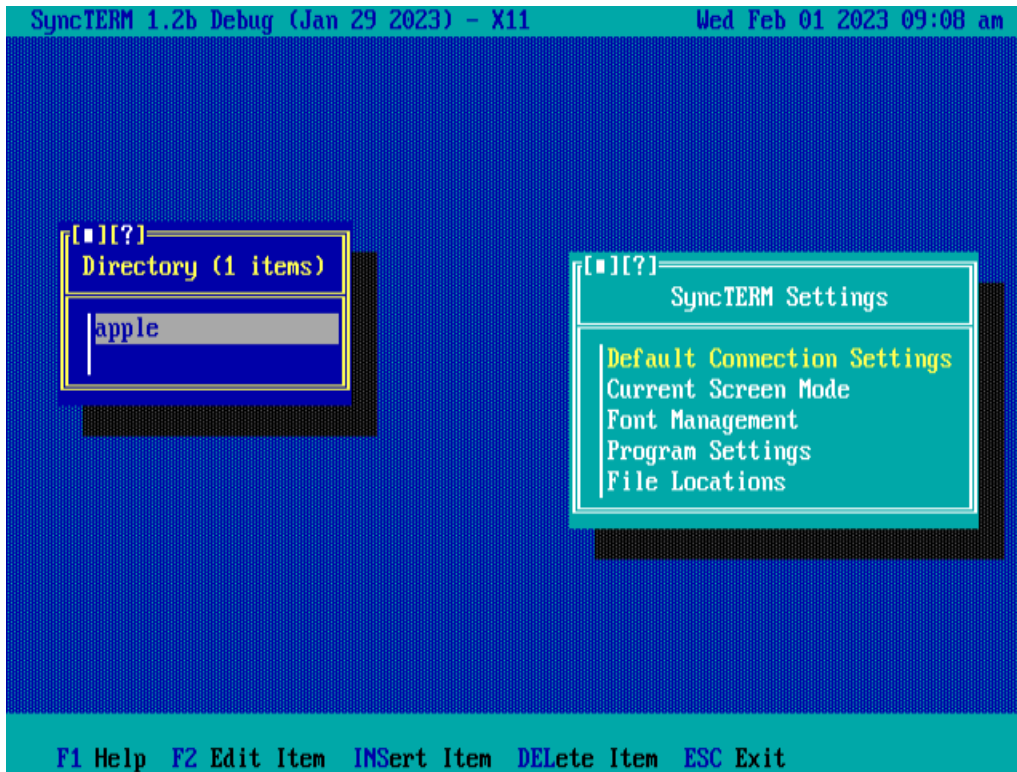 SyncTERM 1.2b Debug (Jan 29 2023) - X11 Wed Feb 01 2023 09:08 am
[■][?]
Directory (1 items)
apple
[■][?]
SyncTERM Settings
Default Connection Settings
Current Screen Mode
Font Management
Program Settings
File Locations
F1 Help F2 Edit Item INSert Item DELete Item ESC Exit